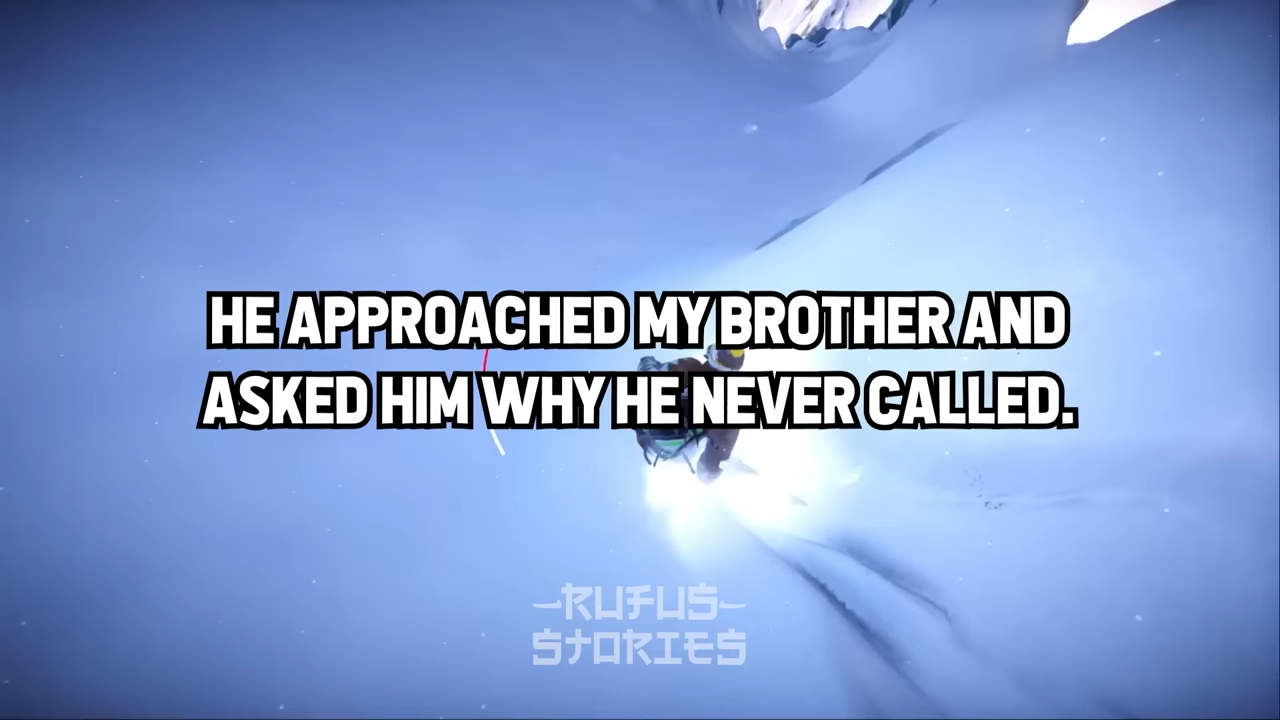 HE APPROACHED MY BROTHER AND
ASKED HIM WHY HE NEVER CALLED.
RUFUS
STORIES